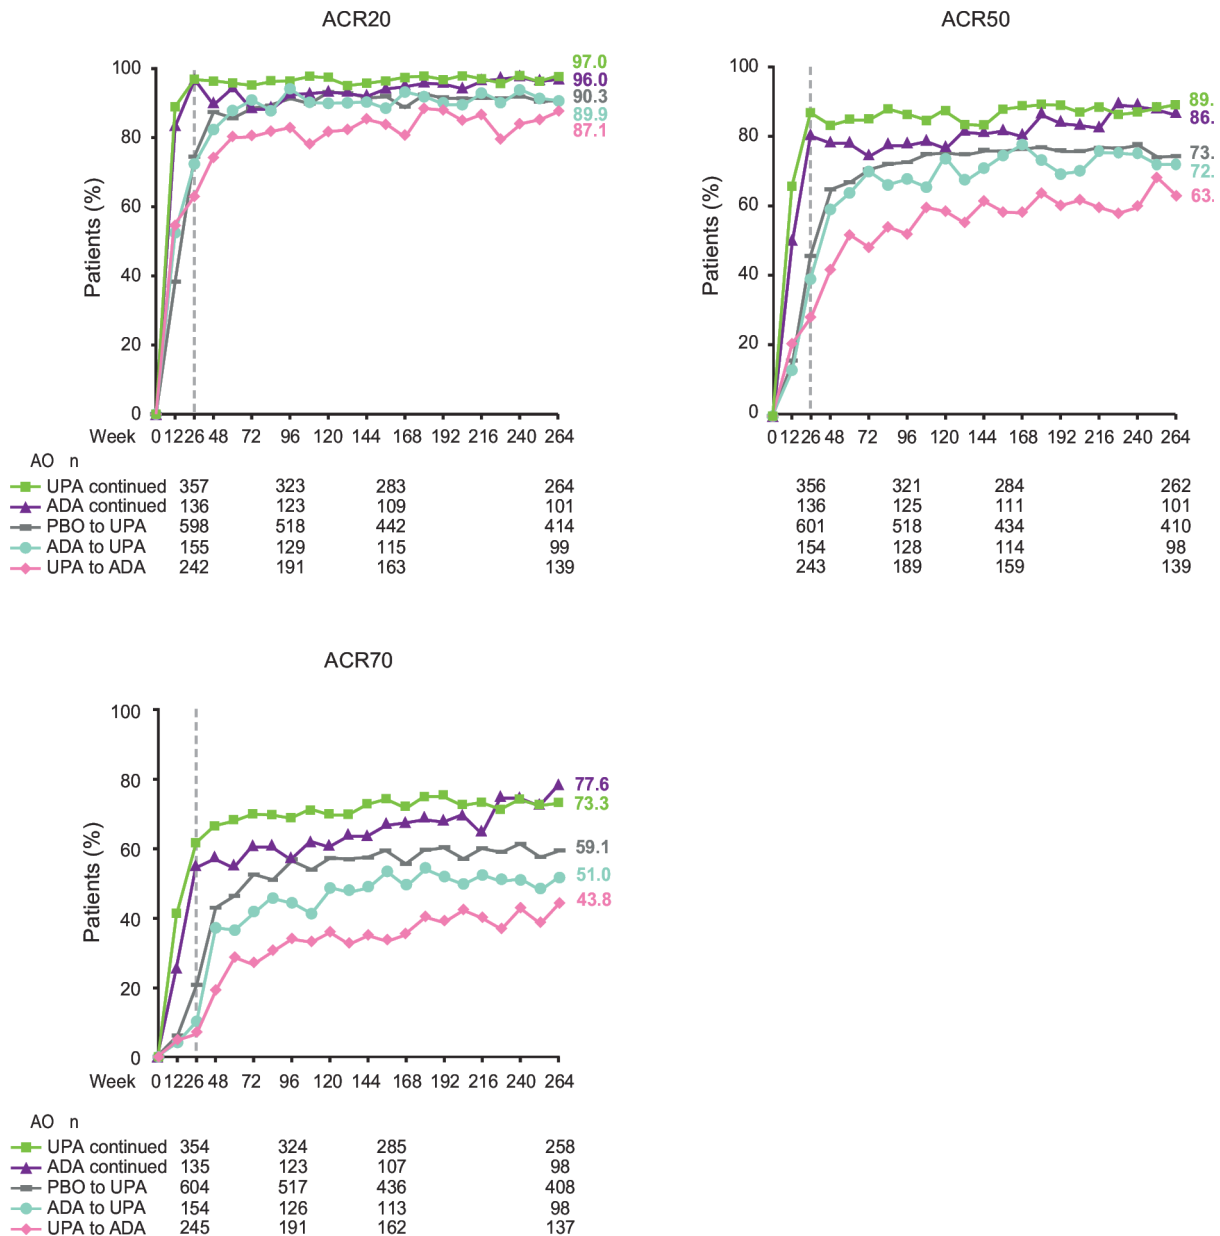 ACR20
100
80
60
40
20
0
Patients (%)
97.0
96.0
90.3
89.9
87.1
Week 0 12 26 48 72 96 120 144 168 192 216 240 264
AO n
UPA continued 357 323 283 264
ADA continued 136 123 109 101
PBO to UPA 598 518 442 414
ADA to UPA 155 129 115 99
UPA to ADA 242 191 163 139
ACR50
100
80
60
40
20
0
Patients (%)
89.
86.
73.
72.
63.
0 12 26 48 72 96 120 144 168 192 216 240 264
356 321 284 262
136 125 111 101
601 518 434 410
154 128 114 98
243 189 159 139
ACR70
100
80
60
40
20
0
Patients (%)
77.6
73.3
59.1
51.0
43.8
Week 0 12 26 48 72 96 120 144 168 192 216 240 264
AO n
UPA continued 354 324 285 258
ADA continued 135 123 107 98
PBO to UPA 604 517 436 408
ADA to UPA 154 126 113 98
UPA to ADA 245 191 162 137